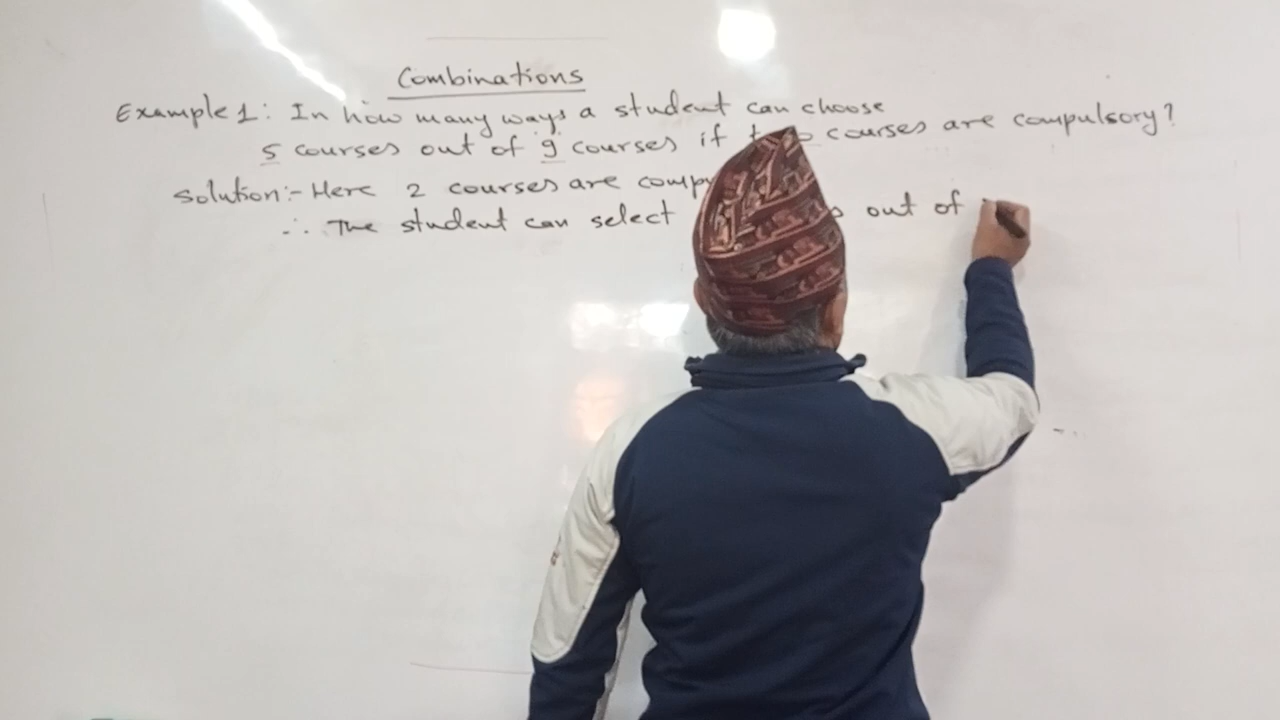 Combinations
Example 1: In how many ways a student can choose
5 courses out of 9 courses if courses are compulsory?
Solution:- Here 2 courses are
∴ The student can select out of